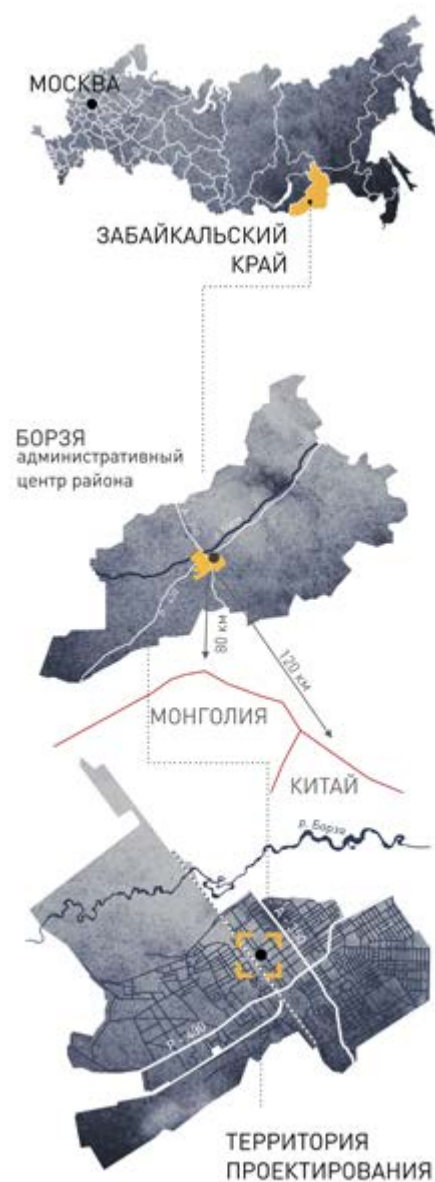 МОСКВА
ЗАБАЙКАЛЬСКИЙ
КРАЙ
БОРЗЯ
административный
центр района
80 км
120 км
МОНГОЛИЯ
КИТАЙ
р. Борзя
ТЕРРИТОРИЯ
ПРОЕКТИРОВАНИЯ